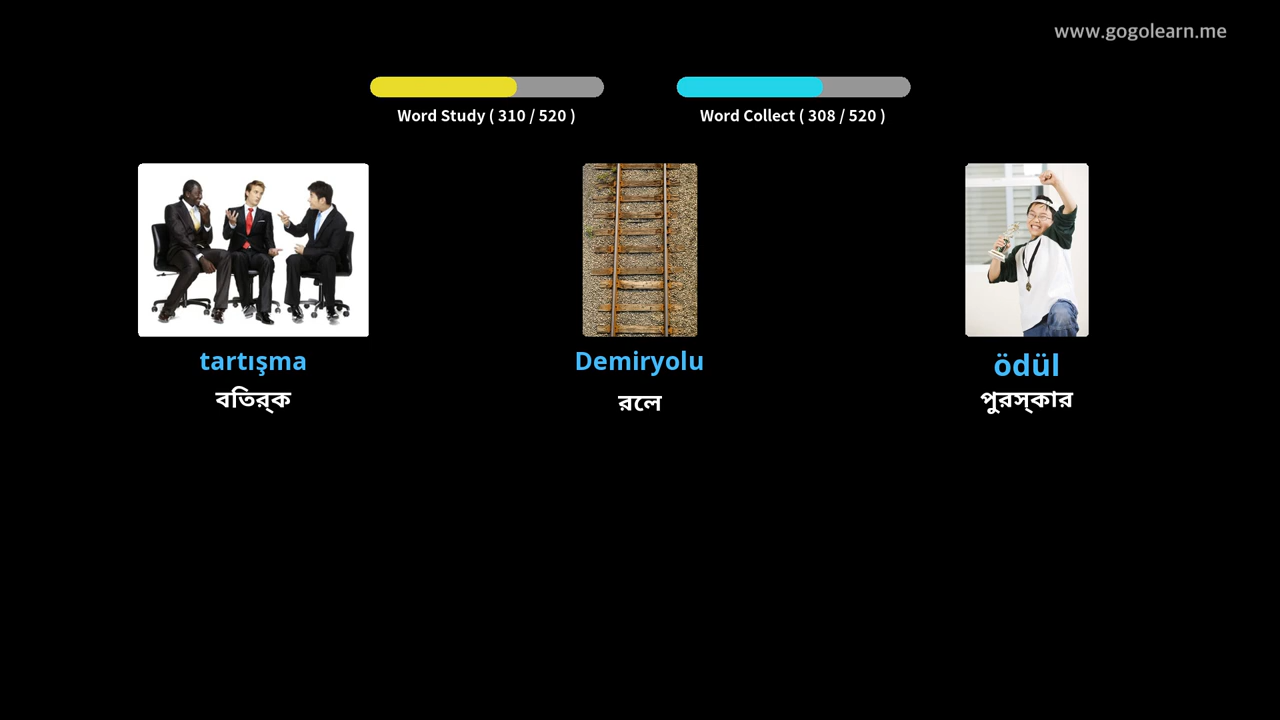 www.gogolearn.me
Word Study ( 310 / 520 )
Word Collect ( 308 / 520 )
tartışma
Demiryolu
ödül
বতির্ক
রলে
পুরস্কার